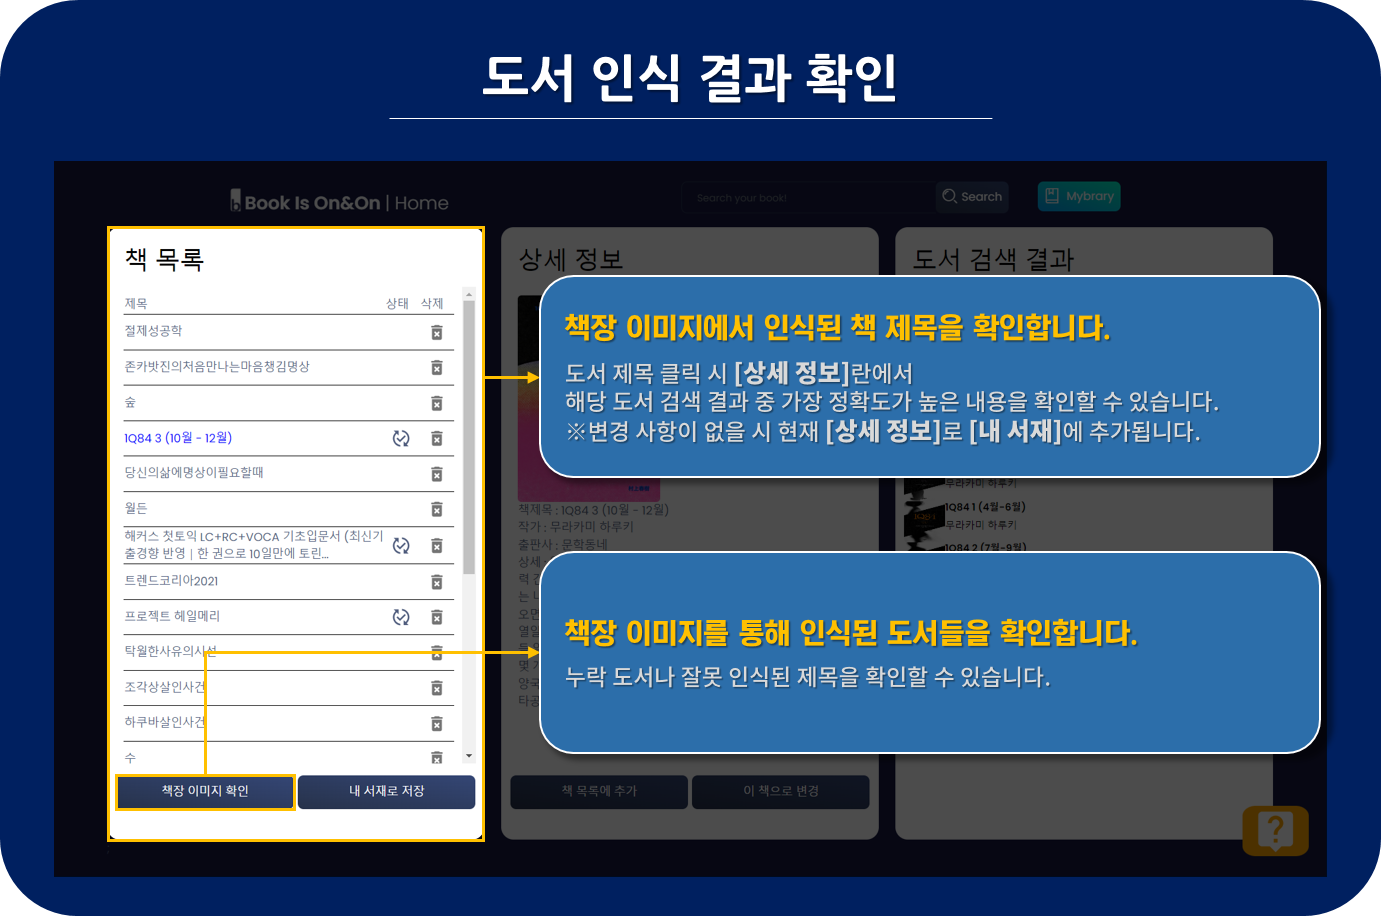 도서 인식 결과 확인
Book Is On&On | Home
Search your book!
Search
Mybrary
책 목록
제목 상태 삭제
절제성공학
존카밧진의처음만나는마음챙김명상
숲
1Q84 3 (10월 - 12월)
당신의삶에명상이필요할때
월든
해커스 첫토익 LC+RC+VOCA 기초입문서 (최신기
출경향 반영 | 한 권으로 10일만에 토린...
트렌드코리아2021
프로젝트 헤일메리
탁월한사유의시선
조각상살인사건
하쿠바살인사건
수
책장 이미지 확인
내 서재로 저장
상세 정보
책제목 : 1Q84 3 (10월 - 12월)
작가 : 무라카미 하루키
출판사 : 문학동네
상세
책 목록에 추가
이 책으로 변경
도서 검색 결과
무라카미 하루키
1Q84 1 (4월-6월)
무라카미 하루키
1Q84 2 (7월-9월)
책장 이미지에서 인식된 책 제목을 확인합니다.
도서 제목 클릭 시 [상세 정보]란에서
해당 도서 검색 결과 중 가장 정확도가 높은 내용을 확인할 수 있습니다.
※변경 사항이 없을 시 현재 [상세 정보]로 [내 서재]에 추가됩니다.
책장 이미지를 통해 인식된 도서들을 확인합니다.
누락 도서나 잘못 인식된 제목을 확인할 수 있습니다.
?